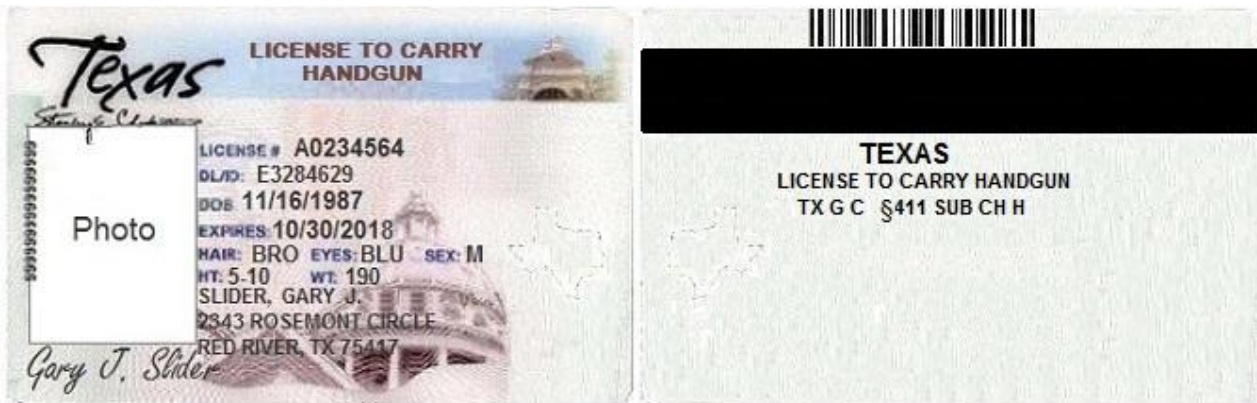 Texas
LICENSE TO CARRY
HANDGUN
LICENSE # A0234564
DL/ID: E3284629
DOB 11/16/1987
EXPIRES 10/30/2018
HAIR: BRO EYES: BLU SEX: M
HT: 5-10 WT: 190
SLIDER, GARY J.
2343 ROSEMONT CIRCLE
RED RIVER, TX 75417
Photo
Gary J. Slider
TEXAS
LICENSE TO CARRY HANDGUN
TX G C §411 SUB CH H